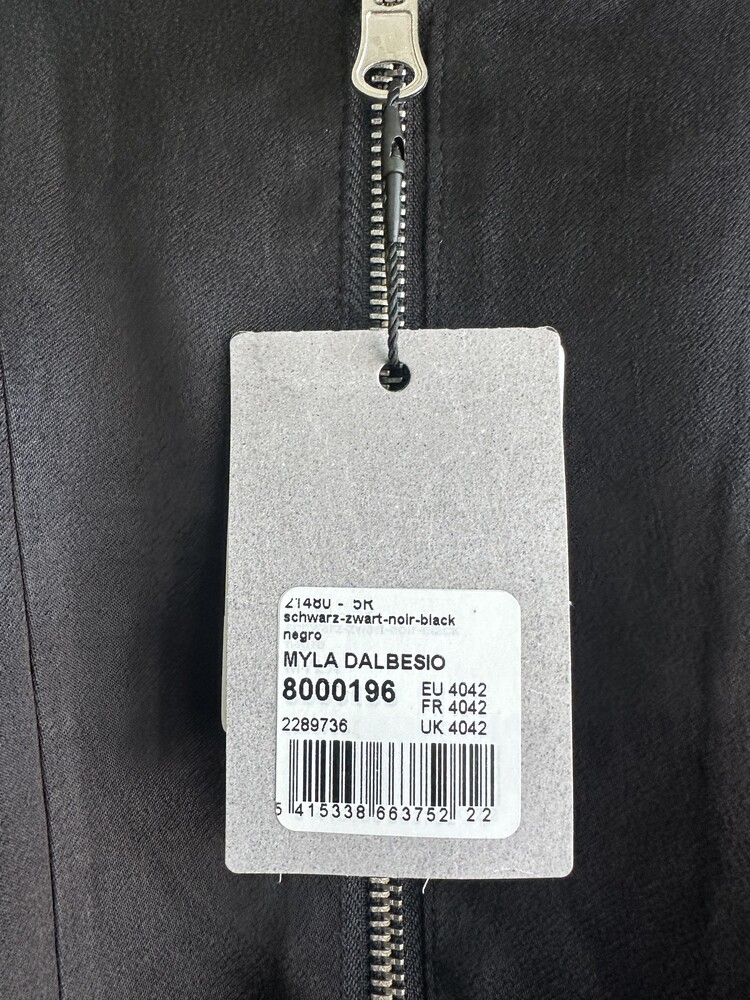 21480 - 5R
schwarz-zwart-noir-black
negro
MYLA DALBESIO
8000196 EU 4042
FR 4042
2289736 UK 4042
5 415338 663752 22